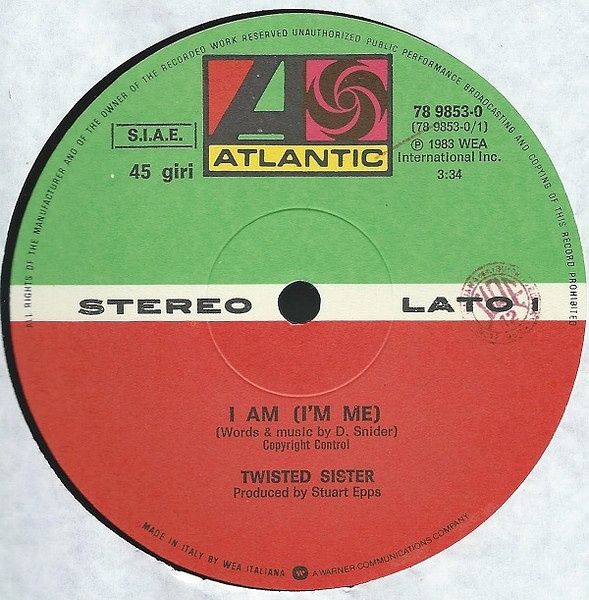 ALL RIGHTS OF THE MANUFACTURER AND OF THE OWNER OF THE RECORDED WORK RESERVED UNAUTHORIZED PUBLIC PERFORMANCE BROADCASTING AND COPYING OF THIS RECORD PROHIBITED
A
ATLANTIC
S.I.A.E.
45 giri
78 9853-0
(78 9853-0/1)
Ⓟ 1983 WEA
International Inc.
3:34
STEREO
LATO 1
I AM (I'M ME)
(Words & music by D. Snider)
Copyright Control
TWISTED SISTER
Produced by Stuart Epps
MADE IN ITALY BY WEA ITALIANA
A WARNER COMMUNICATIONS COMPANY